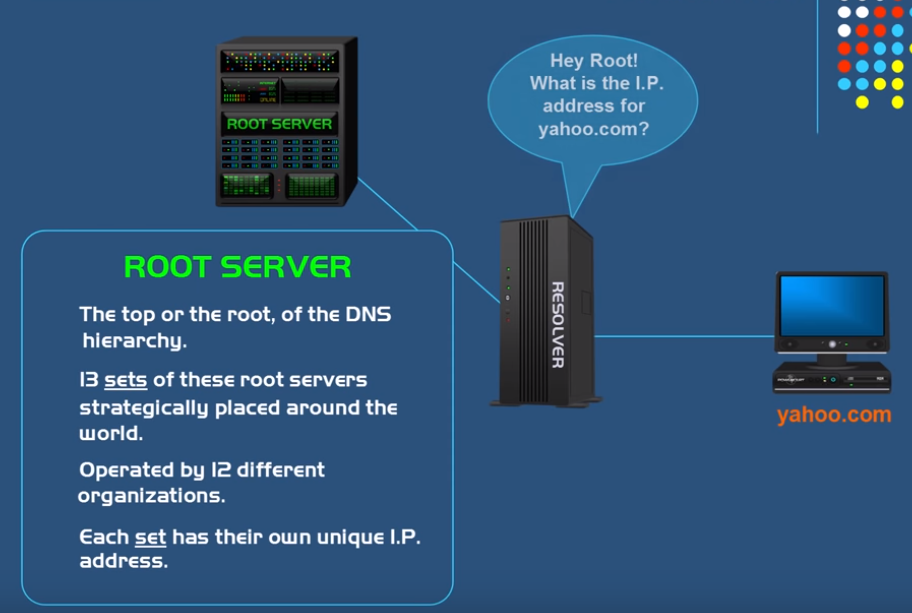 ROOT SERVER
Hey Root!
What is the I.P.
address for
yahoo.com?
RESOLVER
yahoo.com
ROOT SERVER
The top or the root, of the DNS
hierarchy.
13 sets of these root servers
strategically placed around the
world.
Operated by 12 different
organizations.
Each set has their own unique I.P.
address.